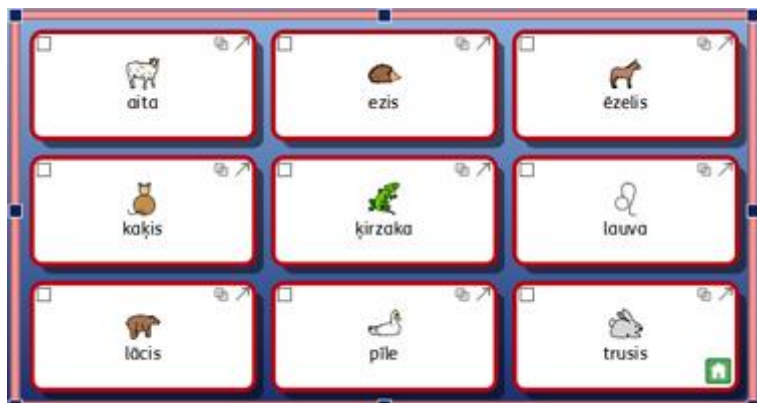 aita
ezis
ēzelis
kaķis
ķirzaka
lauva
lācis
pīle
trusis